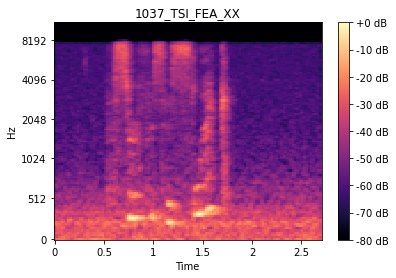 1037_TSI_FEA_XX
+0 dB
8192
-10 dB
4096
-20 dB
-30 dB
2048
-40 dB
Hz
1024
-50 dB
512
-60 dB
-70 dB
0
-80 dB
0 0.5 1 1.5 2 2.5
Time